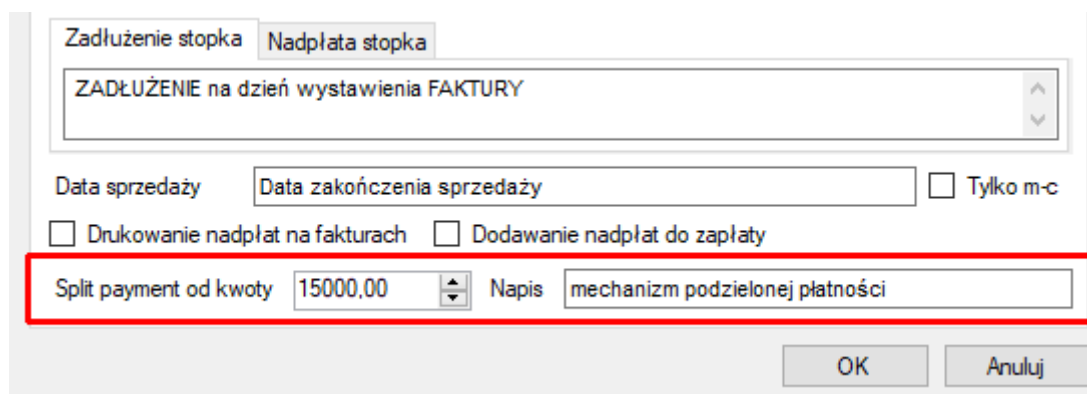 Zadłużenie stopka Nadpłata stopka
ZADŁUŻENIE na dzień wystawienia FAKTURY
Data sprzedaży Data zakończenia sprzedaży Tylko m-c
Drukowanie nadpłat na fakturach Dodawanie nadpłat do zapłaty
Split payment od kwoty 15000,00 Napis mechanizm podzielonej płatności
OK Anuluj